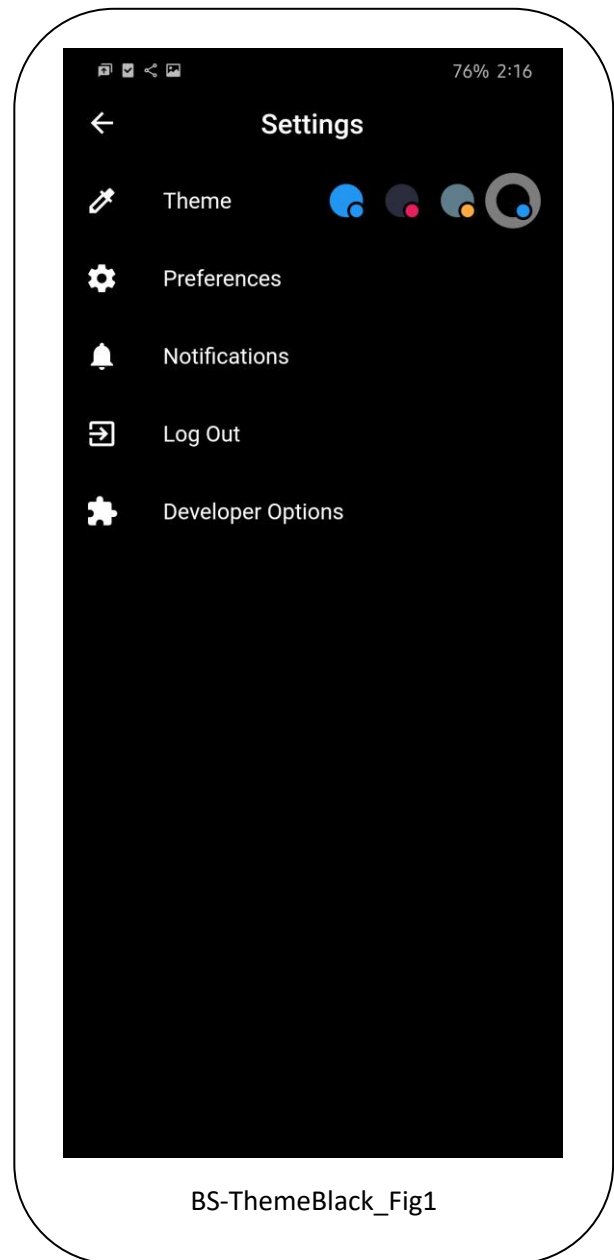 76% 2:16
Settings
Theme
Preferences
Notifications
Log Out
Developer Options
BS-ThemeBlack_Fig1